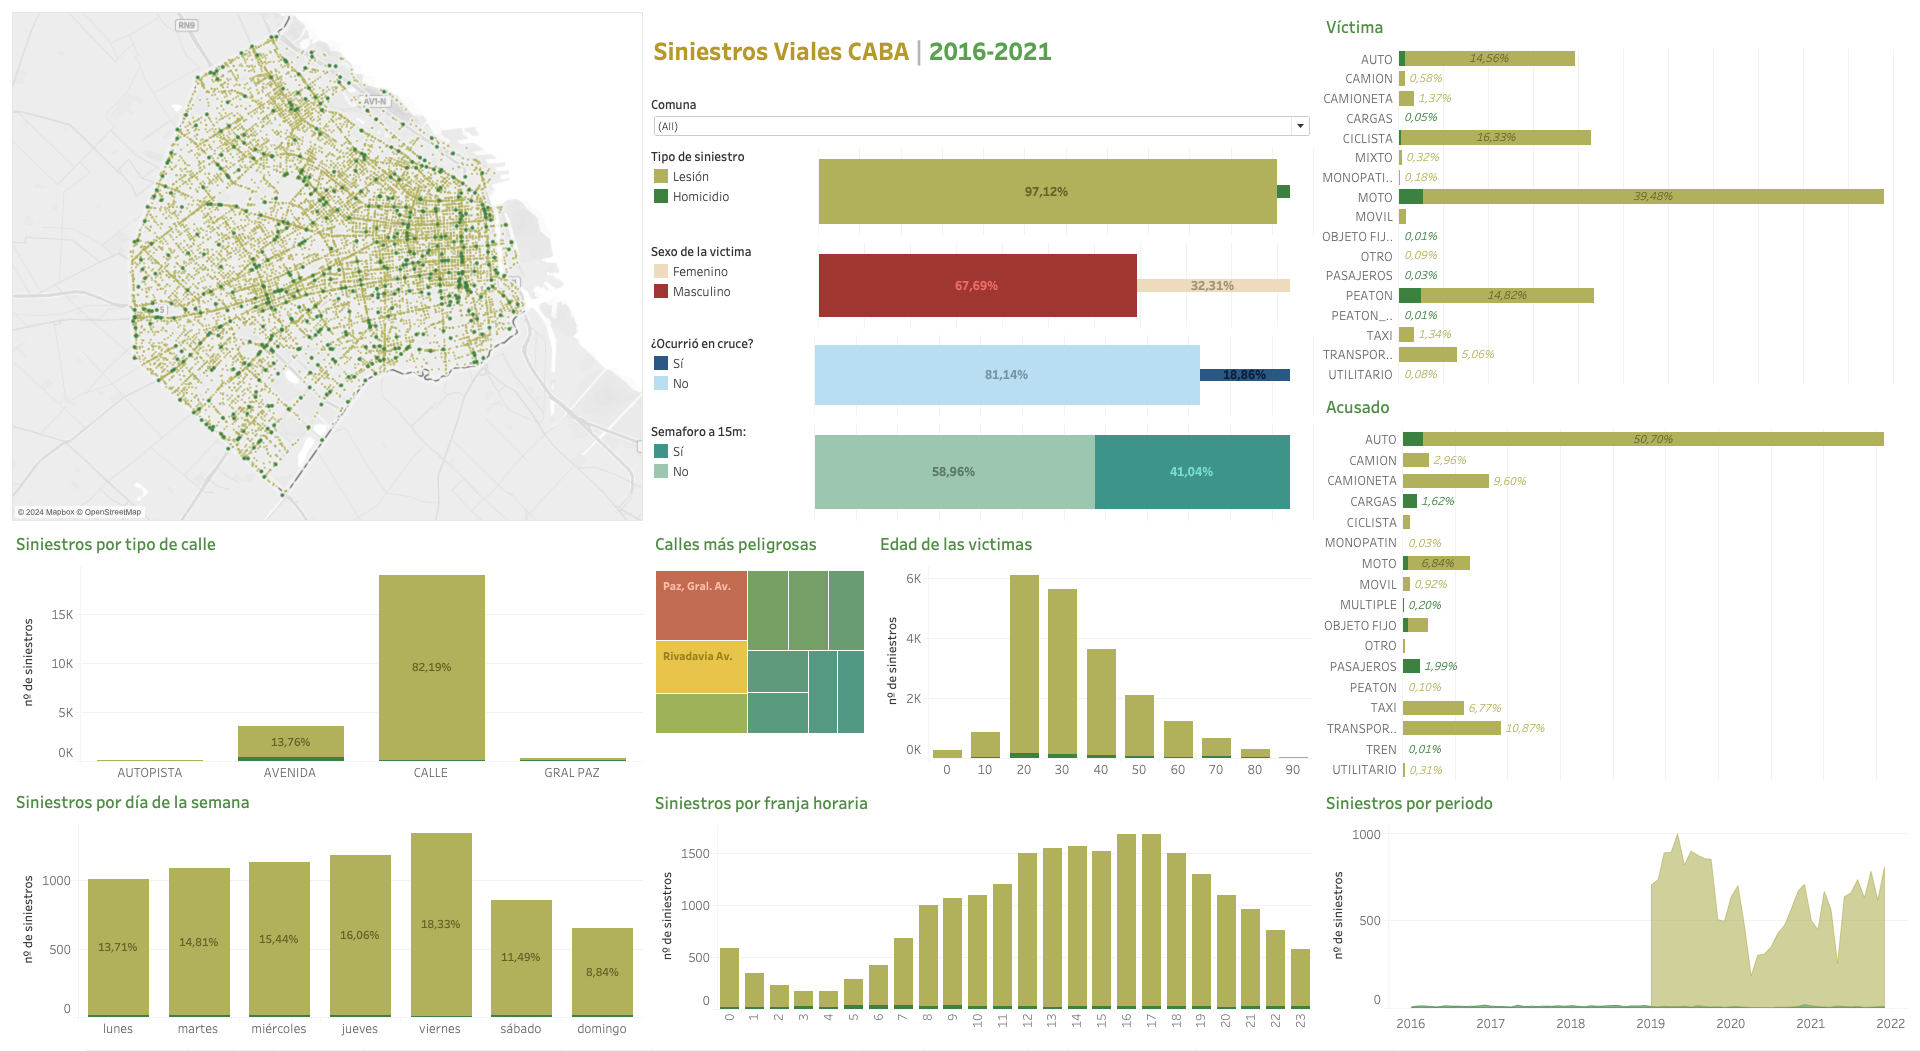 Siniestros Viales CABA | 2016-2021
RN9
AV1-N
5
© 2024 Mapbox © OpenStreetMap
Comuna
(All)
Tipo de siniestro
Lesión
Homicidio
97,12%
Sexo de la victima
Femenino
Masculino
67,69%
32,31%
¿Ocurrió en cruce?
Sí
No
81,14%
18,86%
Semaforo a 15m:
Sí
No
58,96%
41,04%
Víctima
AUTO 14,56%
CAMION 0,58%
CAMIONETA 1,37%
CARGAS 0,05%
CICLISTA 16,33%
MIXTO 0,32%
MONOPATI.. 0,18%
MOTO 39,48%
MOVIL
OBJETO FIJ.. 0,01%
OTRO 0,09%
PASAJEROS 0,03%
PEATON 14,82%
PEATON_.. 0,01%
TAXI 1,34%
TRANSPOR.. 5,06%
UTILITARIO 0,08%
Acusado
AUTO 50,70%
CAMION 2,96%
CAMIONETA 9,60%
CARGAS 1,62%
CICLISTA
MONOPATIN 0,03%
MOTO 6,84%
MOVIL 0,92%
MULTIPLE 0,20%
OBJETO FIJO
OTRO
PASAJEROS 1,99%
PEATON 0,10%
TAXI 6,77%
TRANSPOR.. 10,87%
TREN 0,01%
UTILITARIO 0,31%
Siniestros por tipo de calle
nº de siniestros
15K
10K
5K
0K
13,76%
82,19%
AUTOPISTA AVENIDA CALLE GRAL PAZ
Calles más peligrosas
Paz, Gral. Av.
Rivadavia Av.
Edad de las victimas
nº de siniestros
6K
4K
2K
0K
0 10 20 30 40 50 60 70 80 90
Siniestros por día de la semana
nº de siniestros
1000
500
0
13,71% 14,81% 15,44% 16,06% 18,33% 11,49% 8,84%
lunes martes miércoles jueves viernes sábado domingo
Siniestros por franja horaria
nº de siniestros
1500
1000
500
0
0 1 2 3 4 5 6 7 8 9 10 11 12 13 14 15 16 17 18 19 20 21 22 23
Siniestros por periodo
nº de siniestros
1000
500
0
2016 2017 2018 2019 2020 2021 2022